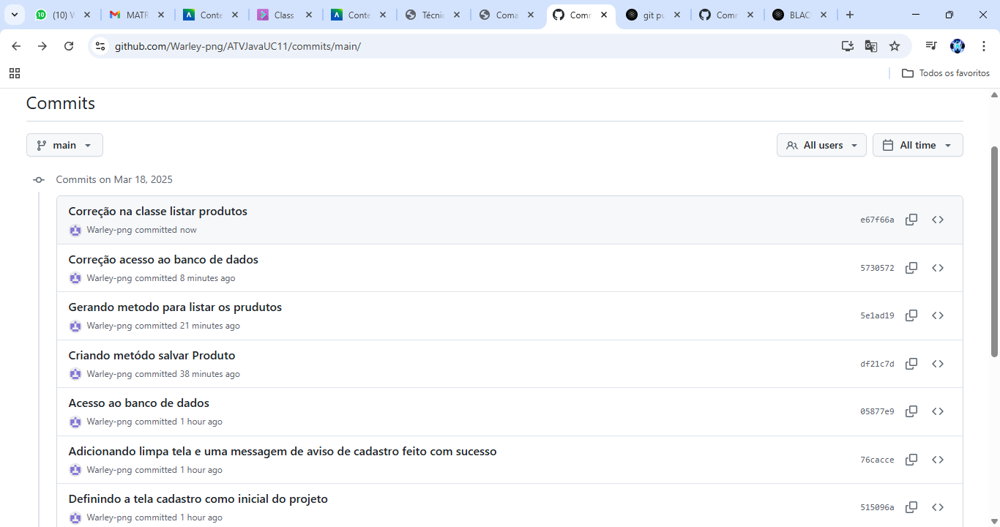 (10) W
MATR
Conte
Class
Conte
Técnic
Coma
Comm
git pu
Comm
BLAC
github.com/Warley-png/ATVJavaUC11/commits/main/
Todos os favoritos
Commits
main
All users
All time
Commits on Mar 18, 2025
Correção na classe listar produtos
Warley-png committed now
e67f66a
Correção acesso ao banco de dados
Warley-png committed 8 minutes ago
5730572
Gerando metodo para listar os prudutos
Warley-png committed 21 minutes ago
5e1ad19
Criando metódo salvar Produto
Warley-png committed 38 minutes ago
df21c7d
Acesso ao banco de dados
Warley-png committed 1 hour ago
05877e9
Adicionando limpa tela e uma messagem de aviso de cadastro feito com sucesso
Warley-png committed 1 hour ago
76cacce
Definindo a tela cadastro como inicial do projeto
Warley-png committed 1 hour ago
515096a